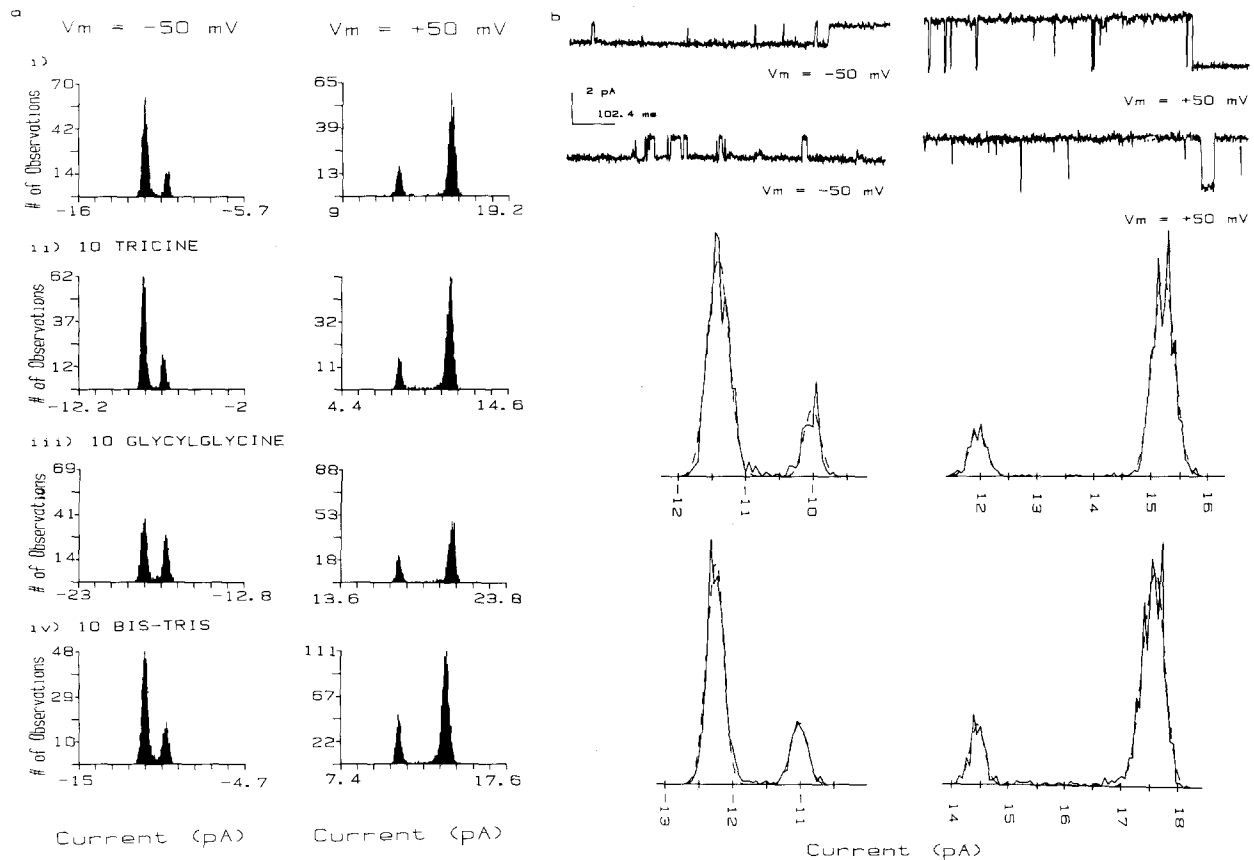 a
Vm = -50 mV
Vm = +50 mV
i)
# of Observations
70
42
14
-16
-5.7
65
39
13
9
19.2
ii) 10 TRICINE
# of Observations
62
37
12
-12.2
-2
32
11
4.4
14.6
iii) 10 GLYCYLGLYCINE
# of Observations
69
41
14
-23
-12.8
88
53
18
13.6
23.8
iv) 10 BIS-TRIS
# of Observations
48
29
10
-15
-4.7
111
67
22
7.4
17.6
Current (pA)
Current (pA)
b
Vm = -50 mV
Vm = +50 mV
2 pA
102.4 ms
Vm = -50 mV
Vm = +50 mV
-12
-11
-10
12
13
14
15
16
-13
-12
-11
14
15
16
17
18
Current (pA)